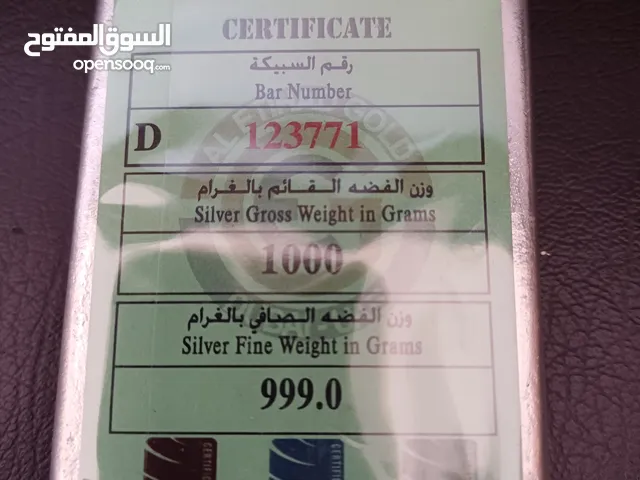 السوق المفتوح
opensooq.com
CERTIFICATE
رقم السبيكة
Bar Number
D 123771
وزن الفضه القائم بالغرام
Silver Gross Weight in Grams
1000
وزن الفضه الصافي بالغرام
Silver Fine Weight in Grams
999.0